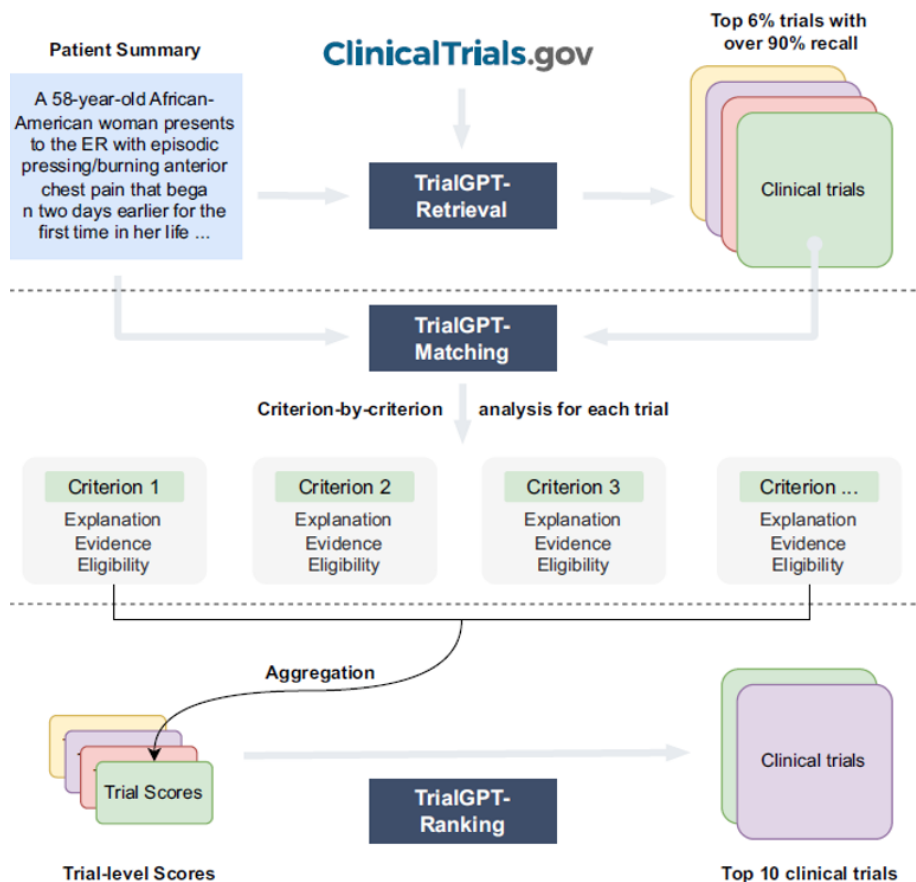 Patient Summary
ClinicalTrials.gov
Top 6% trials with
over 90% recall
A 58-year-old African-
American woman presents
to the ER with episodic
pressing/burning anterior
chest pain that bega
n two days earlier for the
first time in her life ...
TrialGPT-
Retrieval
Clinical trials
TrialGPT-
Matching
Criterion-by-criterion analysis for each trial
Criterion 1
Explanation
Evidence
Eligibility
Criterion 2
Explanation
Evidence
Eligibility
Criterion 3
Explanation
Evidence
Eligibility
Criterion ...
Explanation
Evidence
Eligibility
Aggregation
Trial Scores
TrialGPT-
Ranking
Clinical trials
Trial-level Scores
Top 10 clinical trials